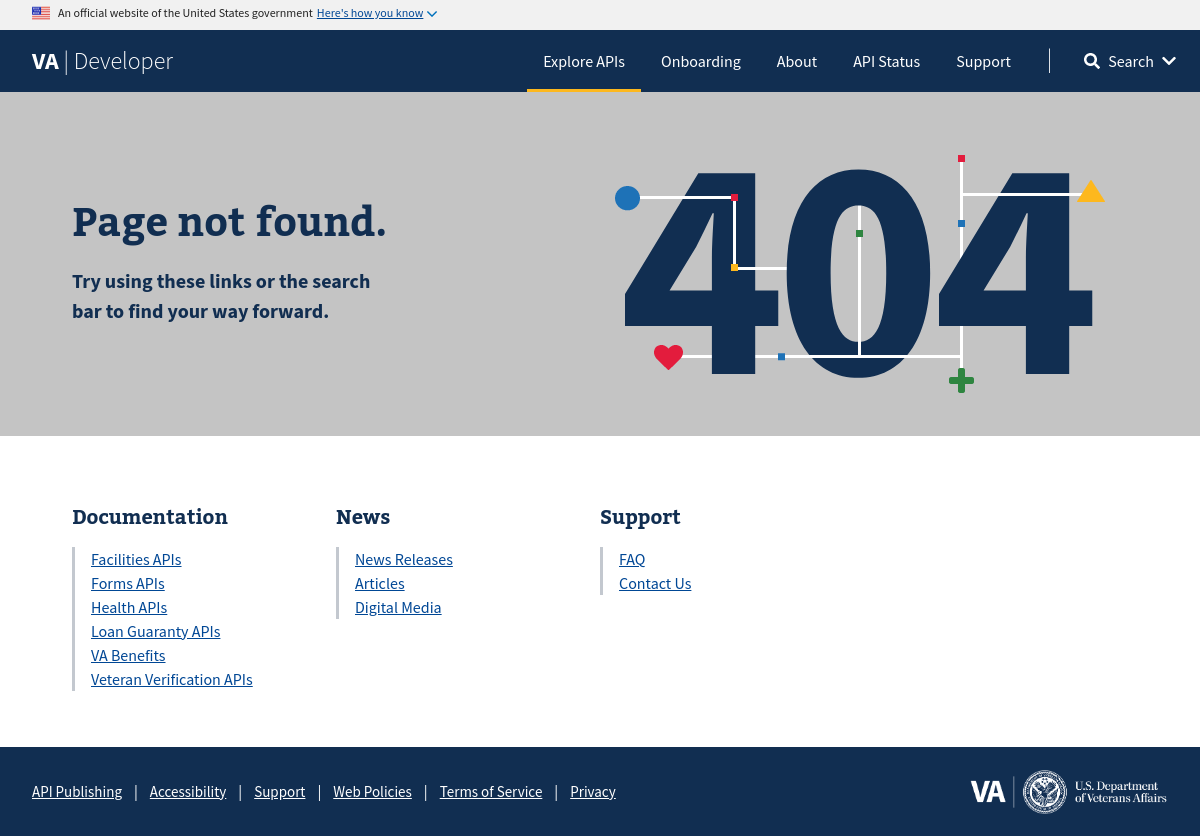 An official website of the United States government Here's how you know
VA | Developer
Explore APIs
Onboarding
About
API Status
Support
Search
Page not found.
Try using these links or the search
bar to find your way forward.
404
Documentation
Facilities APIs
Forms APIs
Health APIs
Loan Guaranty APIs
VA Benefits
Veteran Verification APIs
News
News Releases
Articles
Digital Media
Support
FAQ
Contact Us
API Publishing | Accessibility | Support | Web Policies | Terms of Service | Privacy
VA
U.S. Department
of Veterans Affairs